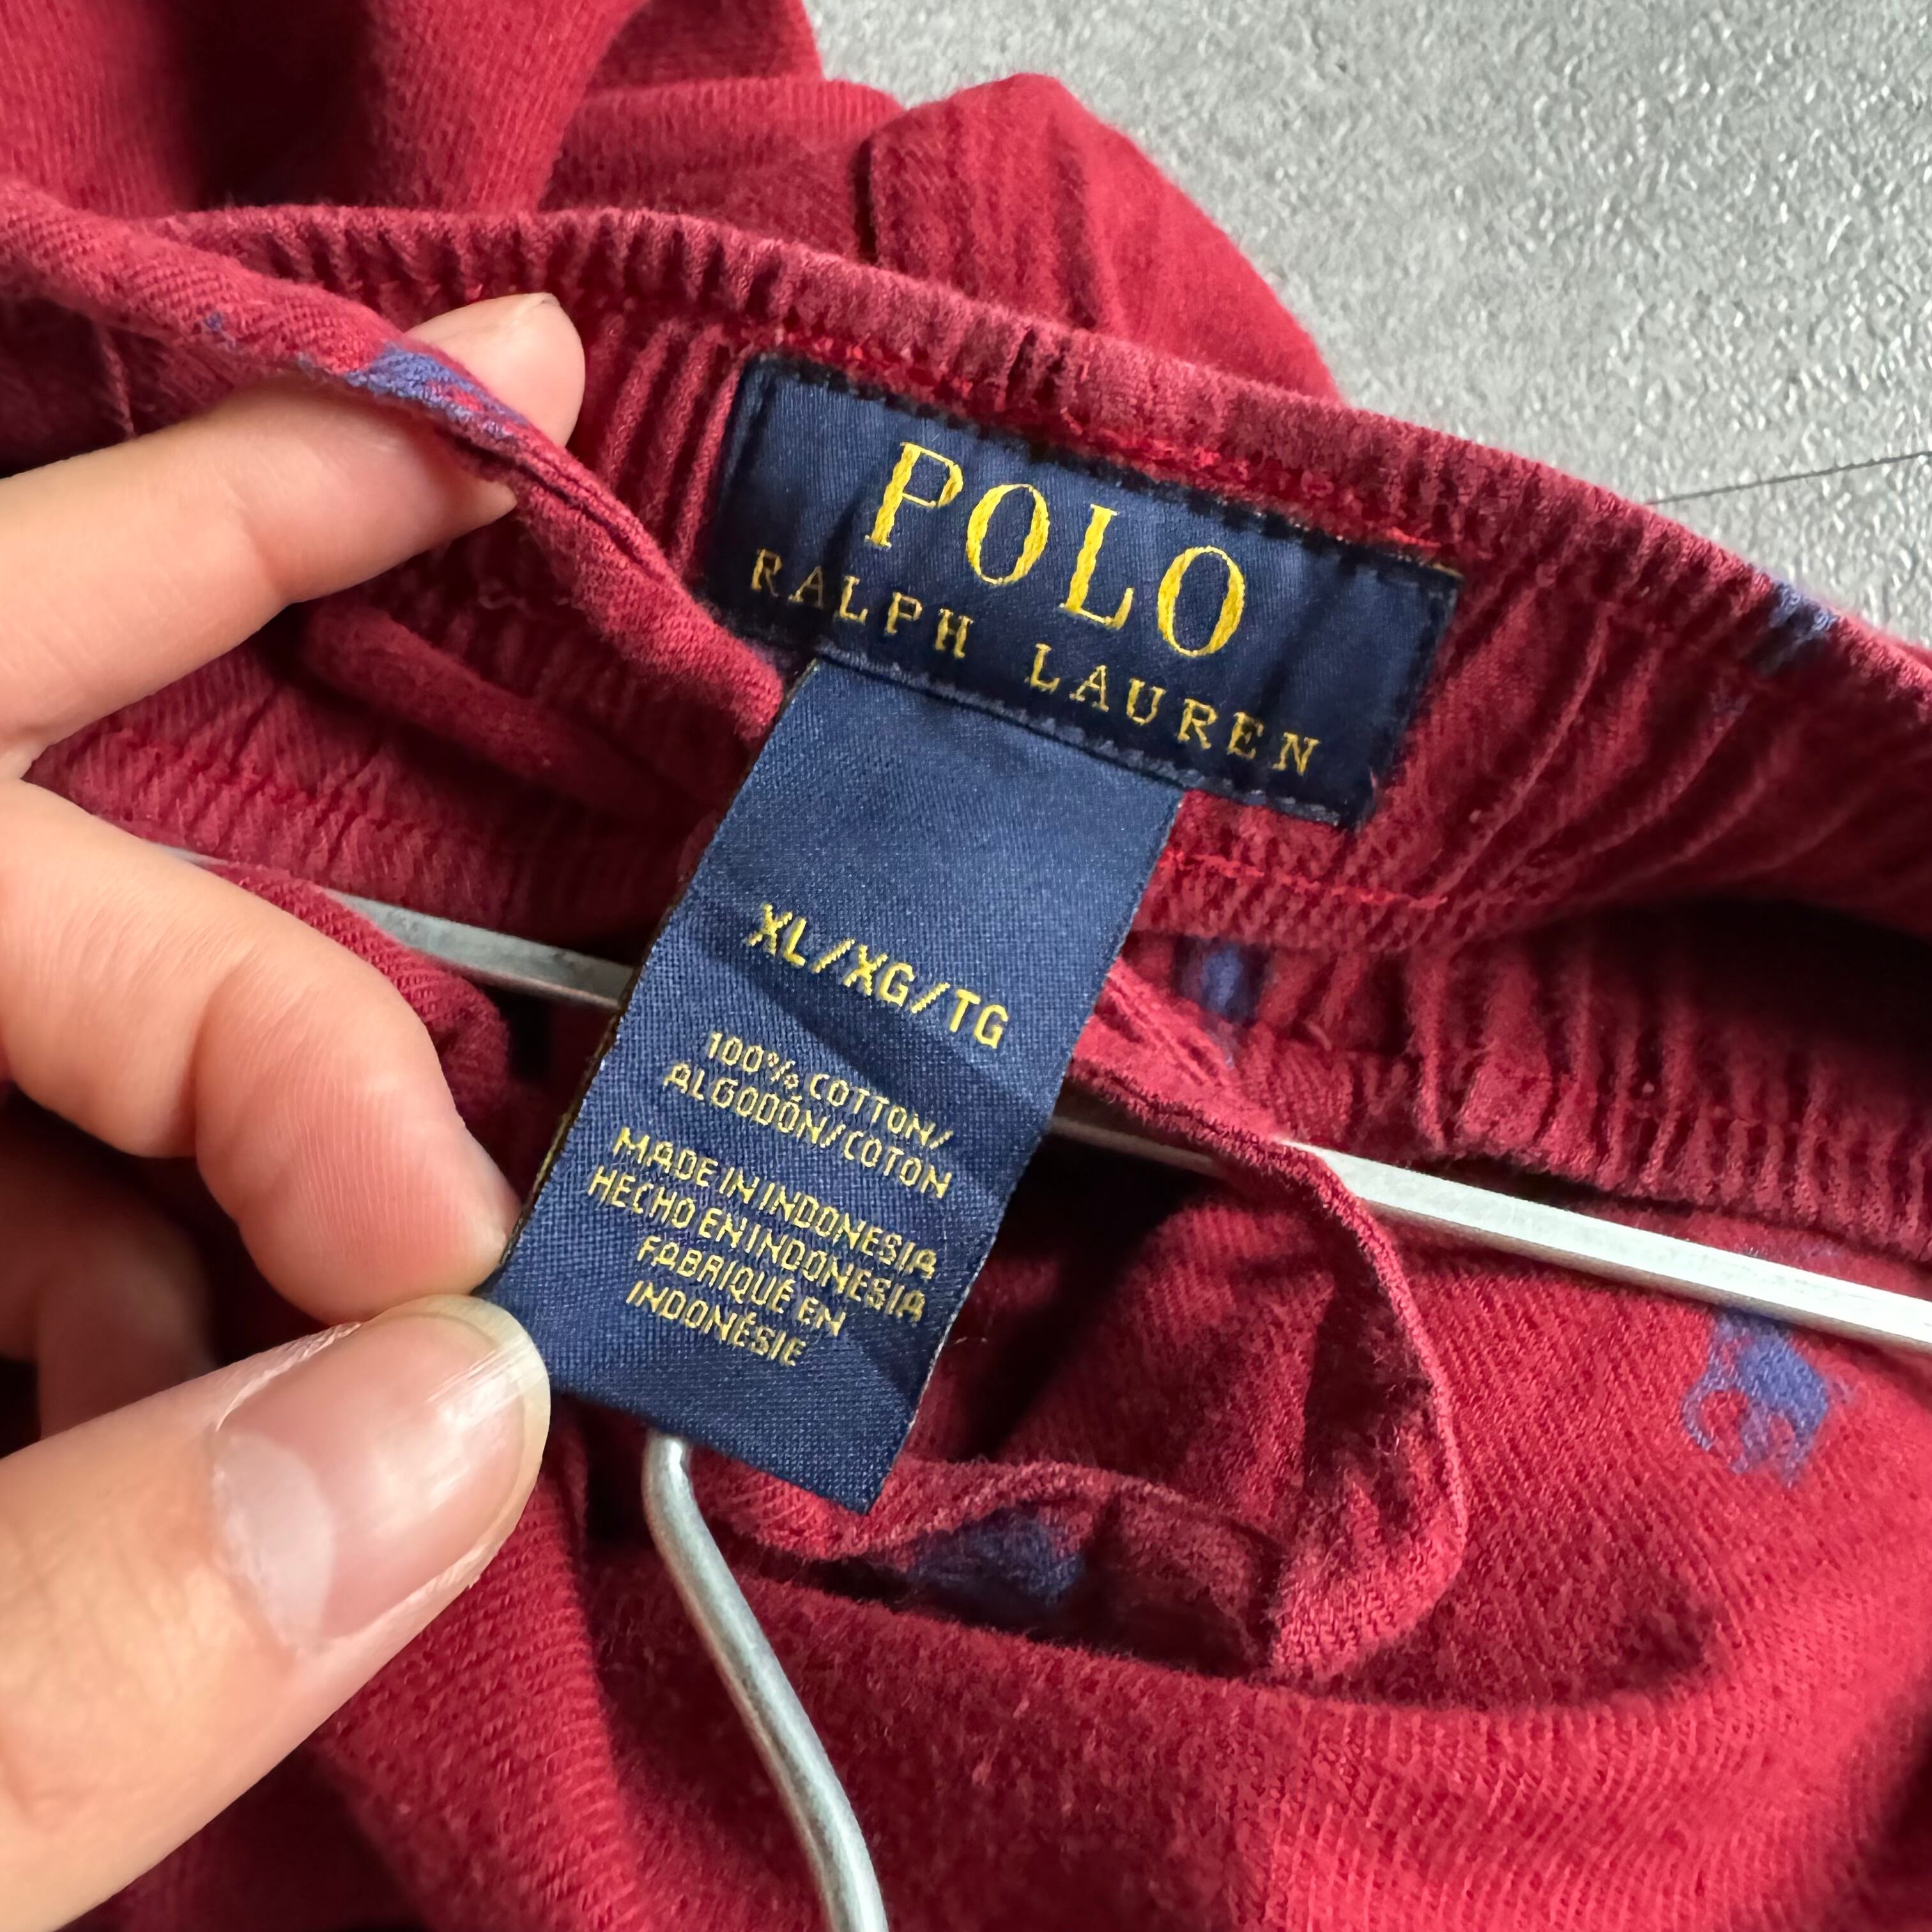 POLO
RALPH LAUREN
XL/XG/TG
100% COTTON/
ALGODÓN/COTON
MADE IN INDONESIA
HECHO EN INDONESIA
FABRIQUÉ EN
INDONÉSIE